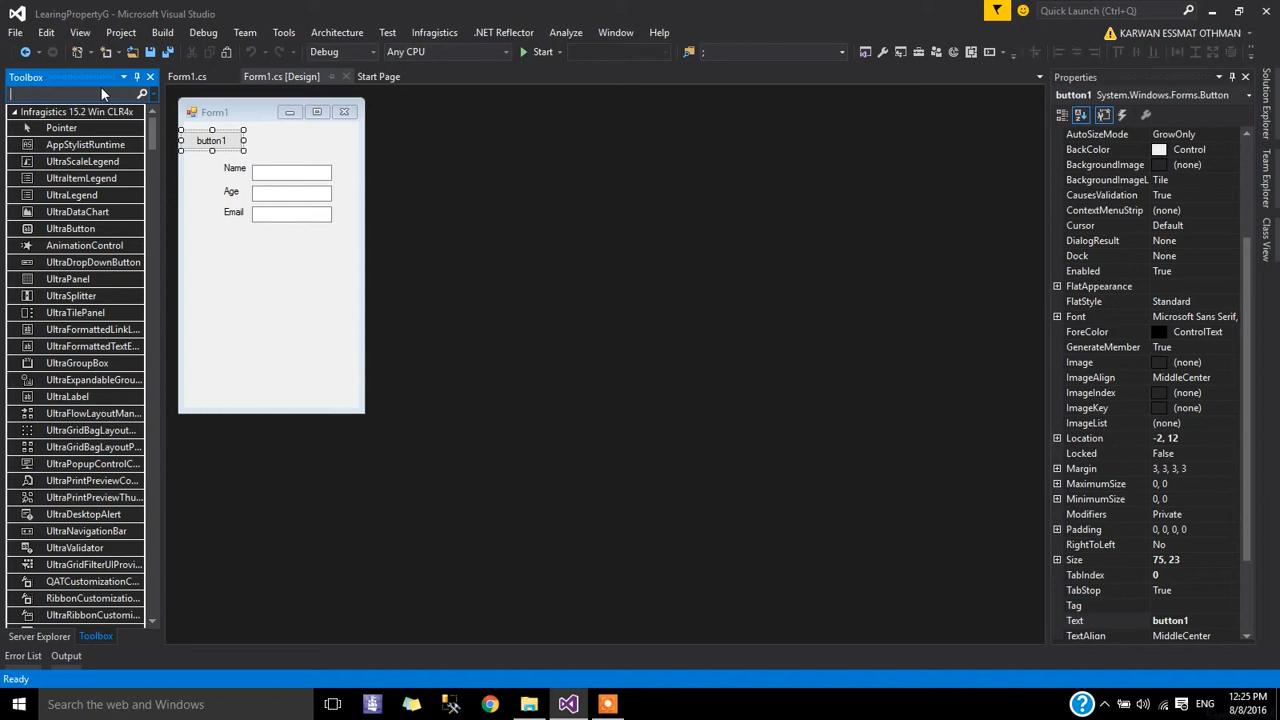 LearingPropertyG - Microsoft Visual Studio
Quick Launch (Ctrl+Q)
File Edit View Project Build Debug Team Tools Architecture Test Infragistics .NET Reflector Analyze Window Help
KARWAN ESSMAT OTHMAN
Debug Any CPU Start ;
Toolbox
Form1.cs Form1.cs [Design] Start Page
Properties
button1 System.Windows.Forms.Button
Infragistics 15.2 Win CLR4x
Pointer
AppStylistRuntime
UltraScaleLegend
UltraItemLegend
UltraLegend
UltraDataChart
UltraButton
AnimationControl
UltraDropDownButton
UltraPanel
UltraSplitter
UltraTilePanel
UltraFormattedLinkL...
UltraFormattedTextE...
UltraGroupBox
UltraExpandableGrou...
UltraLabel
UltraFlowLayoutMan...
UltraGridBagLayout...
UltraGridBagLayoutP...
UltraPopupControlC...
UltraPrintPreviewCo...
UltraPrintPreviewThu...
UltraDesktopAlert
UltraNavigationBar
UltraValidator
UltraGridFilterUIProvi...
QATCustomizationC...
RibbonCustomizatio...
UltraRibbonCustomi...
Server Explorer Toolbox
Form1
button1
Name
Age
Email
AutoSizeMode GrowOnly
BackColor Control
BackgroundImage (none)
BackgroundImageL Tile
CausesValidation True
ContextMenuStrip (none)
Cursor Default
DialogResult None
Dock None
Enabled True
FlatAppearance
FlatStyle Standard
Font Microsoft Sans Serif,
ForeColor ControlText
GenerateMember True
Image (none)
ImageAlign MiddleCenter
ImageIndex (none)
ImageKey (none)
ImageList (none)
Location -2, 12
Locked False
Margin 3, 3, 3, 3
MaximumSize 0, 0
MinimumSize 0, 0
Modifiers Private
Padding 0, 0, 0, 0
RightToLeft No
Size 75, 23
TabIndex 0
TabStop True
Tag
Text button1
TextAlign MiddleCenter
Solution Explorer
Team Explorer
Class View
Error List Output
Ready
Search the web and Windows
ENG
12:25 PM
8/8/2016